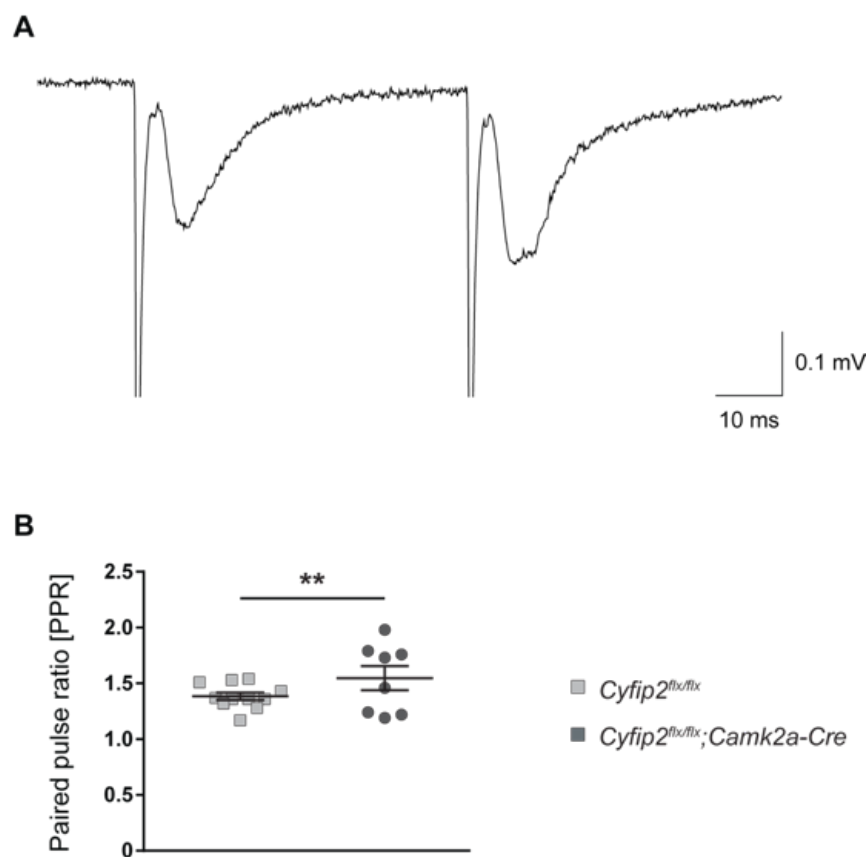 A
0.1 mV
10 ms
B
Paired pulse ratio [PPR]
2.5
2.0
1.5
1.0
0.5
0
**
Cyfip2flx/flx
Cyfip2flx/flx;Camk2a-Cre